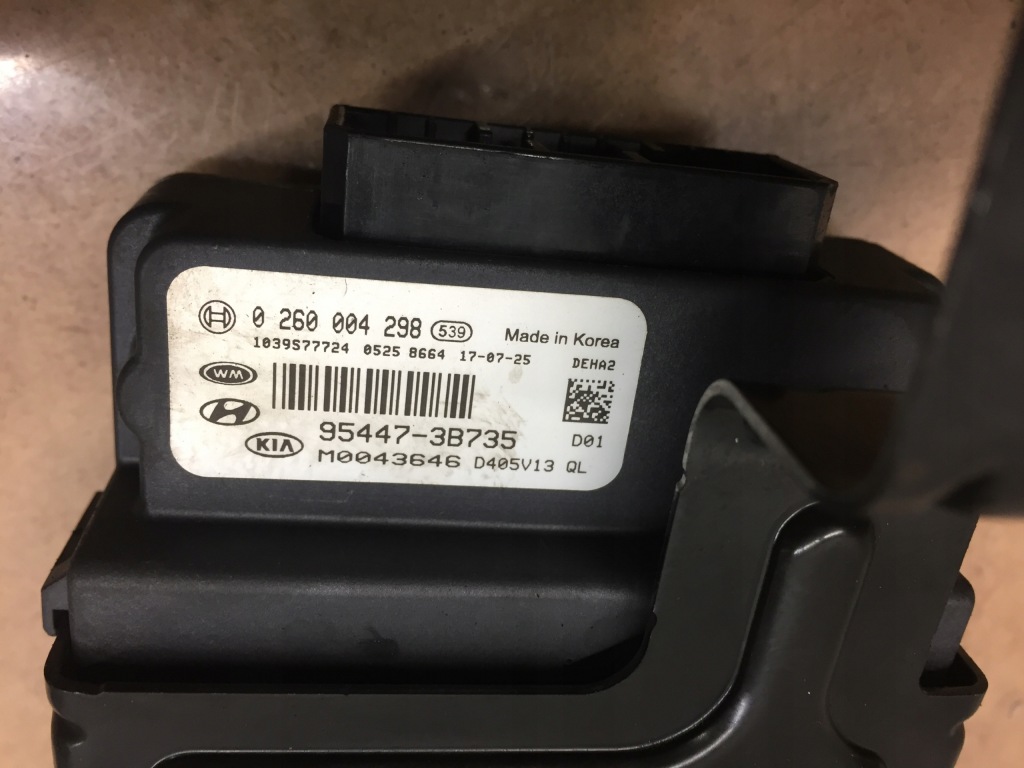 0 260 004 298 539 Made in Korea
1039S77724 0525 8664 17-07-25 DEHA2
WM
95447-3B735 D01
KIA
M0043646 D405V13 QL